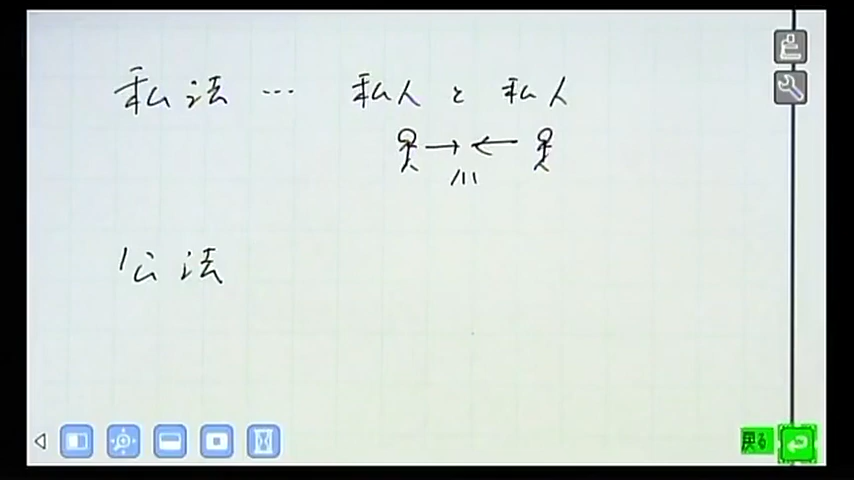 私法 … 私人 と 私人
公法
戻る